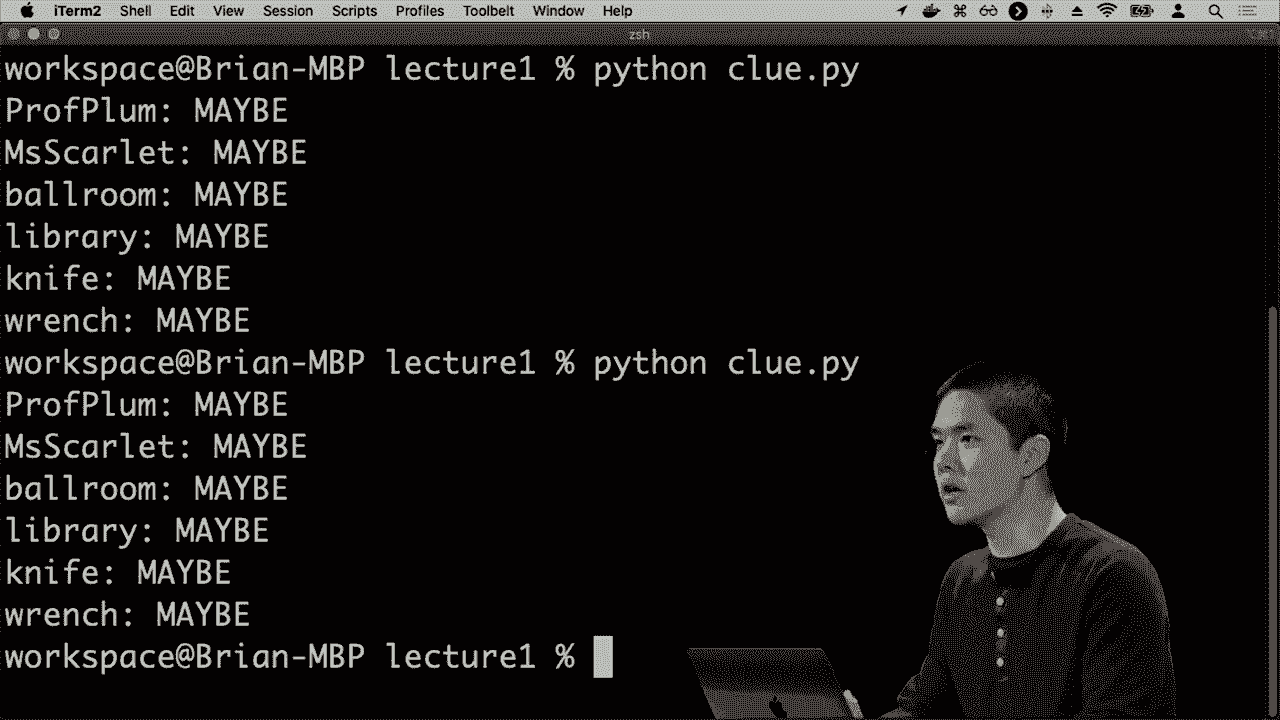 iTerm2 Shell Edit View Session Scripts Profiles Toolbelt Window Help
zsh
workspace@Brian-MBP lecture1 % python clue.py
ProfPlum: MAYBE
MsScarlet: MAYBE
ballroom: MAYBE
library: MAYBE
knife: MAYBE
wrench: MAYBE
workspace@Brian-MBP lecture1 % python clue.py
ProfPlum: MAYBE
MsScarlet: MAYBE
ballroom: MAYBE
library: MAYBE
knife: MAYBE
wrench: MAYBE
workspace@Brian-MBP lecture1 %